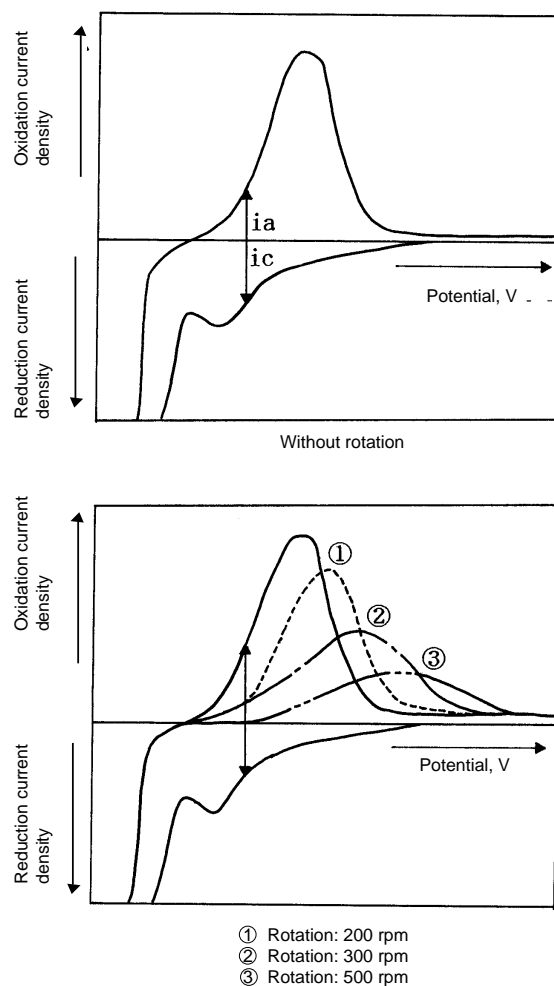 Oxidation current
density
ia
ic
Potential, V
Reduction current
density
Without rotation
Oxidation current
density
①
②
③
Potential, V
Reduction current
density
① Rotation: 200 rpm
② Rotation: 300 rpm
③ Rotation: 500 rpm